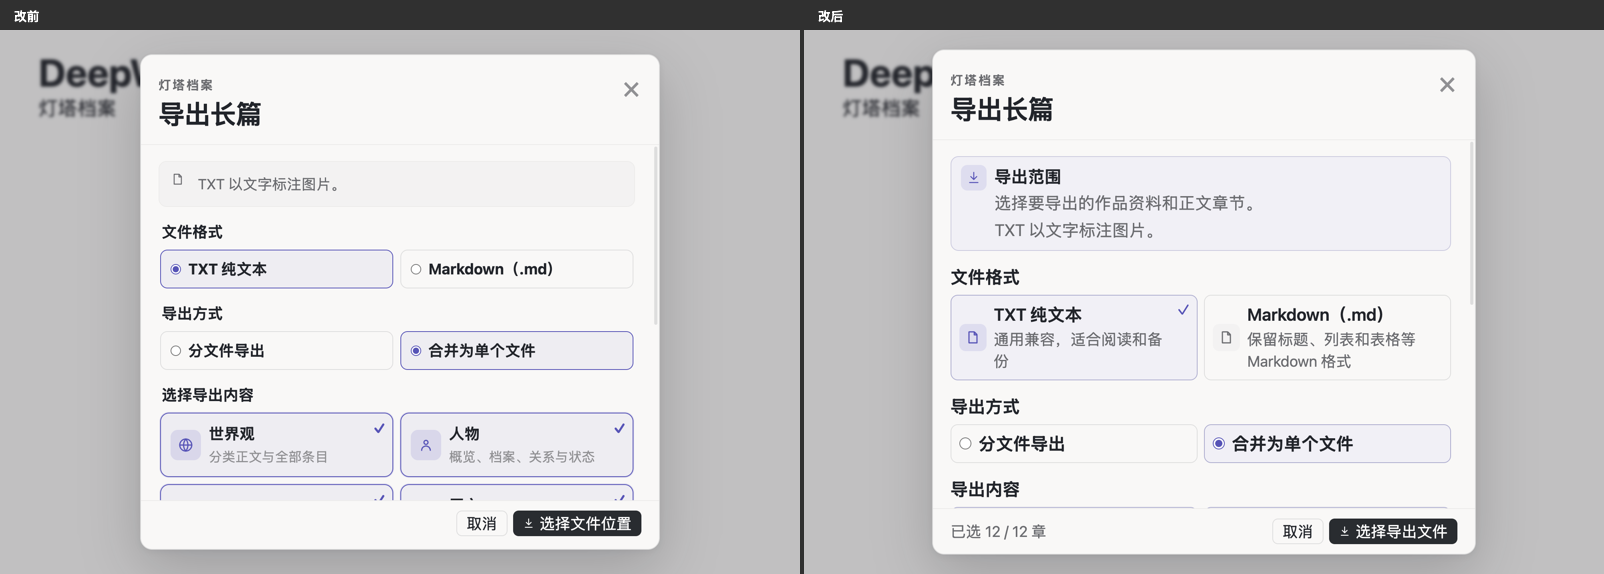 改前
Deep
灯塔档案
灯塔档案
导出长篇
TXT 以文字标注图片。
文件格式
TXT 纯文本
Markdown（.md）
导出方式
分文件导出
合并为单个文件
选择导出内容
世界观
分类正文与全部条目
人物
概览、档案、关系与状态
取消
选择文件位置
改后
Deep
灯塔档案
灯塔档案
导出长篇
导出范围
选择要导出的作品资料和正文章节。
TXT 以文字标注图片。
文件格式
TXT 纯文本
通用兼容，适合阅读和备
份
Markdown（.md）
保留标题、列表和表格等
Markdown 格式
导出方式
分文件导出
合并为单个文件
导出内容
已选 12 / 12 章
取消
选择导出文件